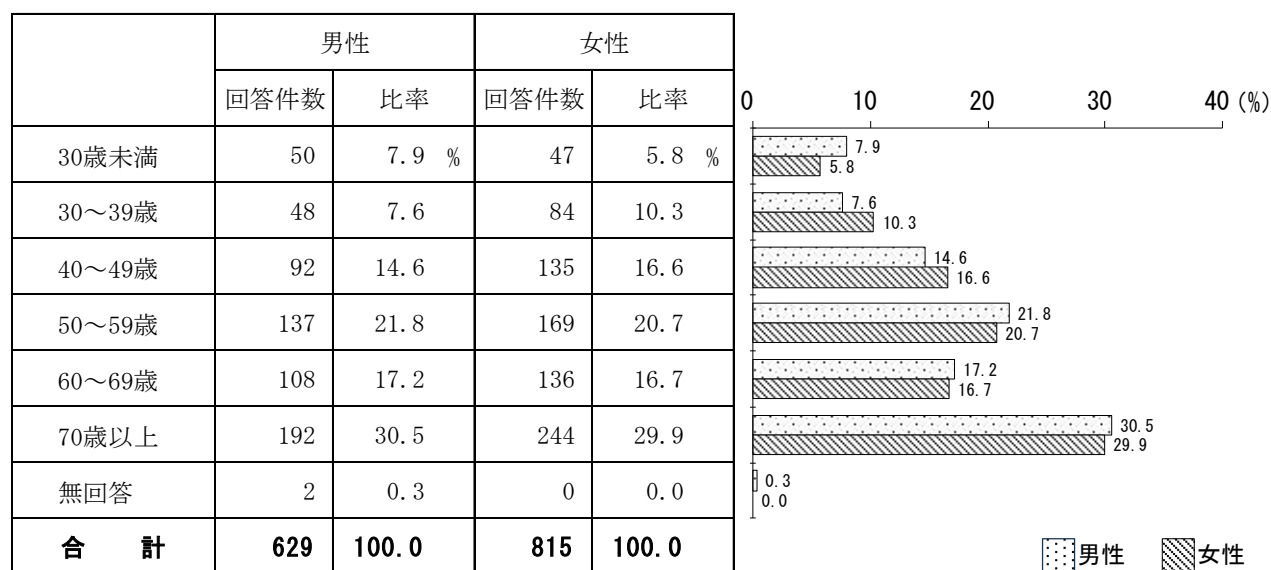 男性 女性
回答件数 比率 回答件数 比率
30歳未満 50 7.9 % 47 5.8 %
30～39歳 48 7.6 84 10.3
40～49歳 92 14.6 135 16.6
50～59歳 137 21.8 169 20.7
60～69歳 108 17.2 136 16.7
70歳以上 192 30.5 244 29.9
無回答 2 0.3 0 0.0
合 計 629 100.0 815 100.0
0 10 20 30 40 (%)
7.9
5.8
7.6
10.3
14.6
16.6
21.8
20.7
17.2
16.7
30.5
29.9
0.3
0.0
男性 女性